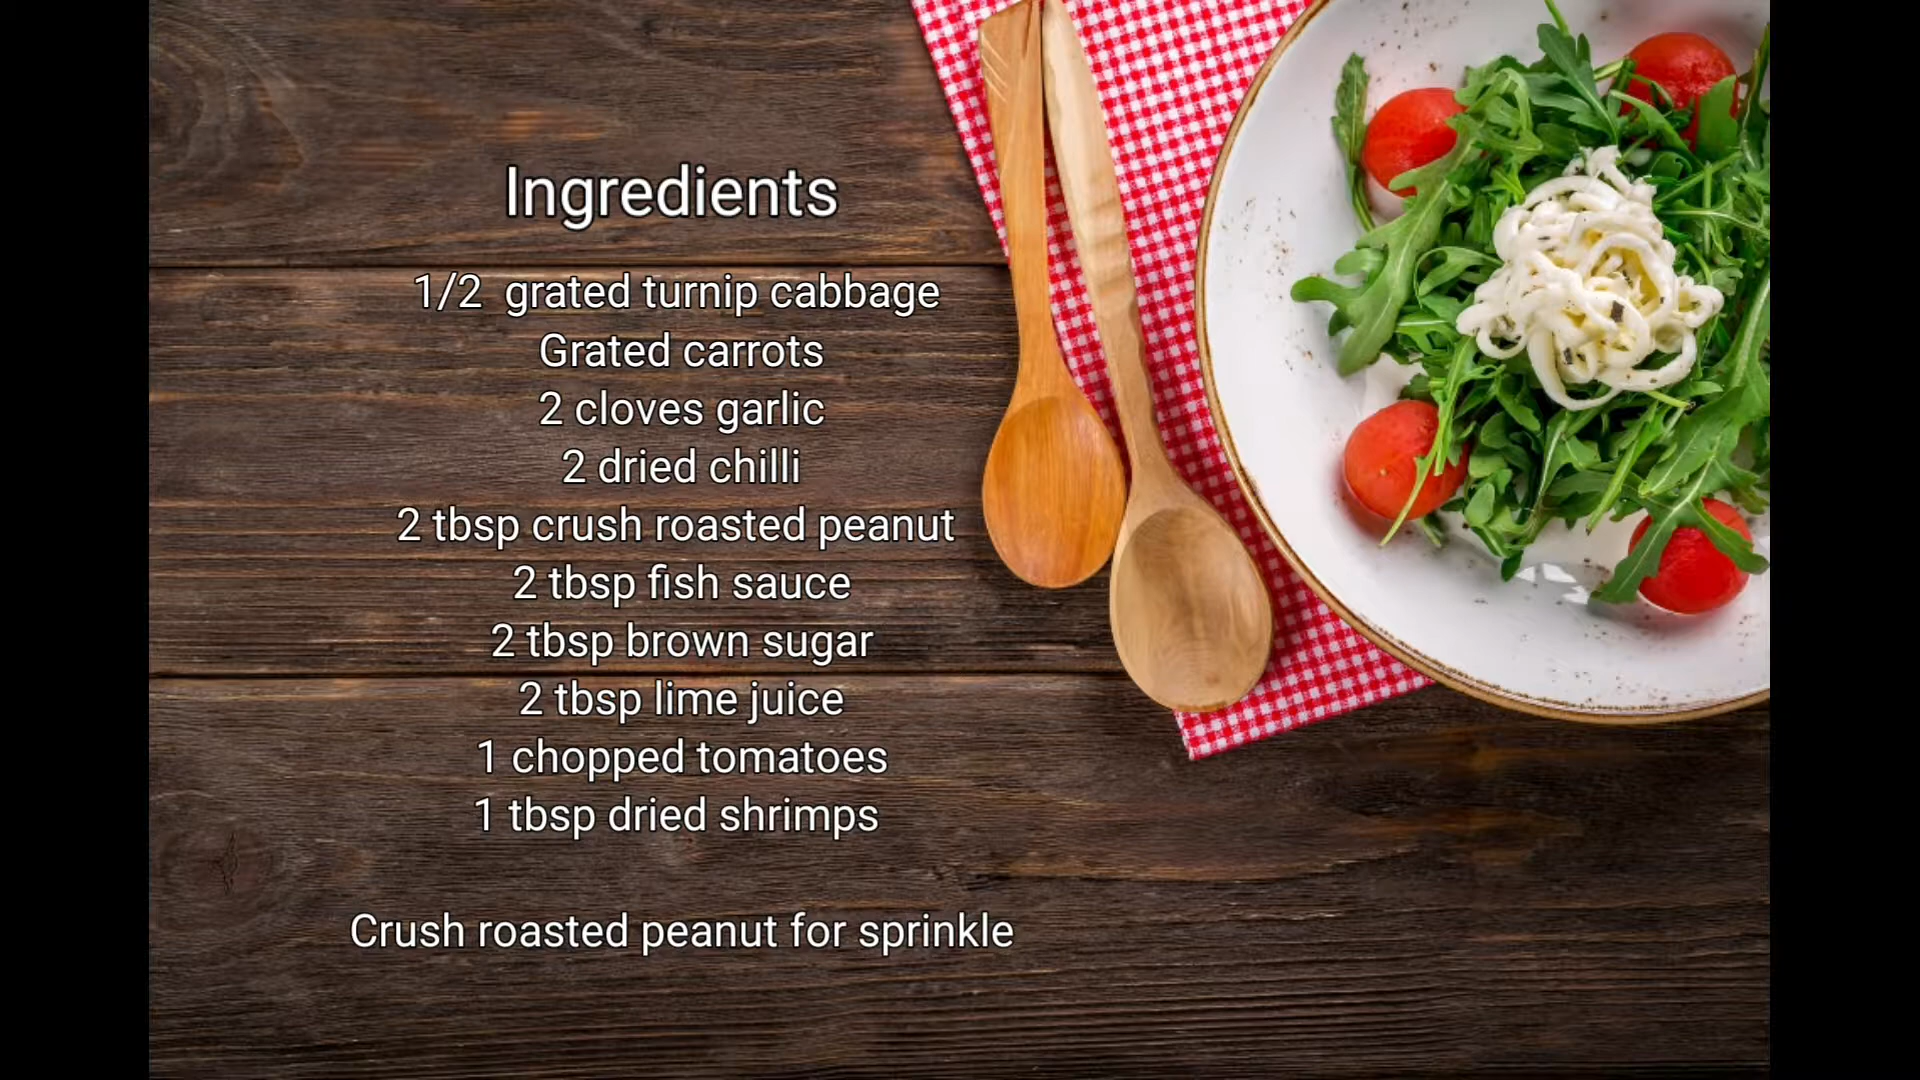 Ingredients
1/2 grated turnip cabbage
Grated carrots
2 cloves garlic
2 dried chilli
2 tbsp crush roasted peanut
2 tbsp fish sauce
2 tbsp brown sugar
2 tbsp lime juice
1 chopped tomatoes
1 tbsp dried shrimps
Crush roasted peanut for sprinkle